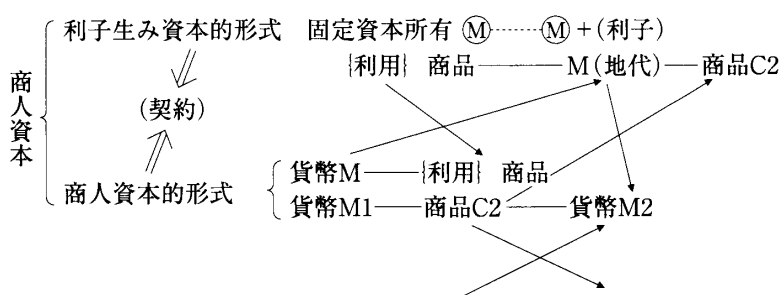 商人資本
利子生み資本的形式 固定資本所有 Ⓜ┈┈Ⓜ+(利子)
{利用} 商品――M(地代)―商品C2
(契約)
貨幣M――{利用} 商品
商人資本的形式
貨幣M1――商品C2――貨幣M2